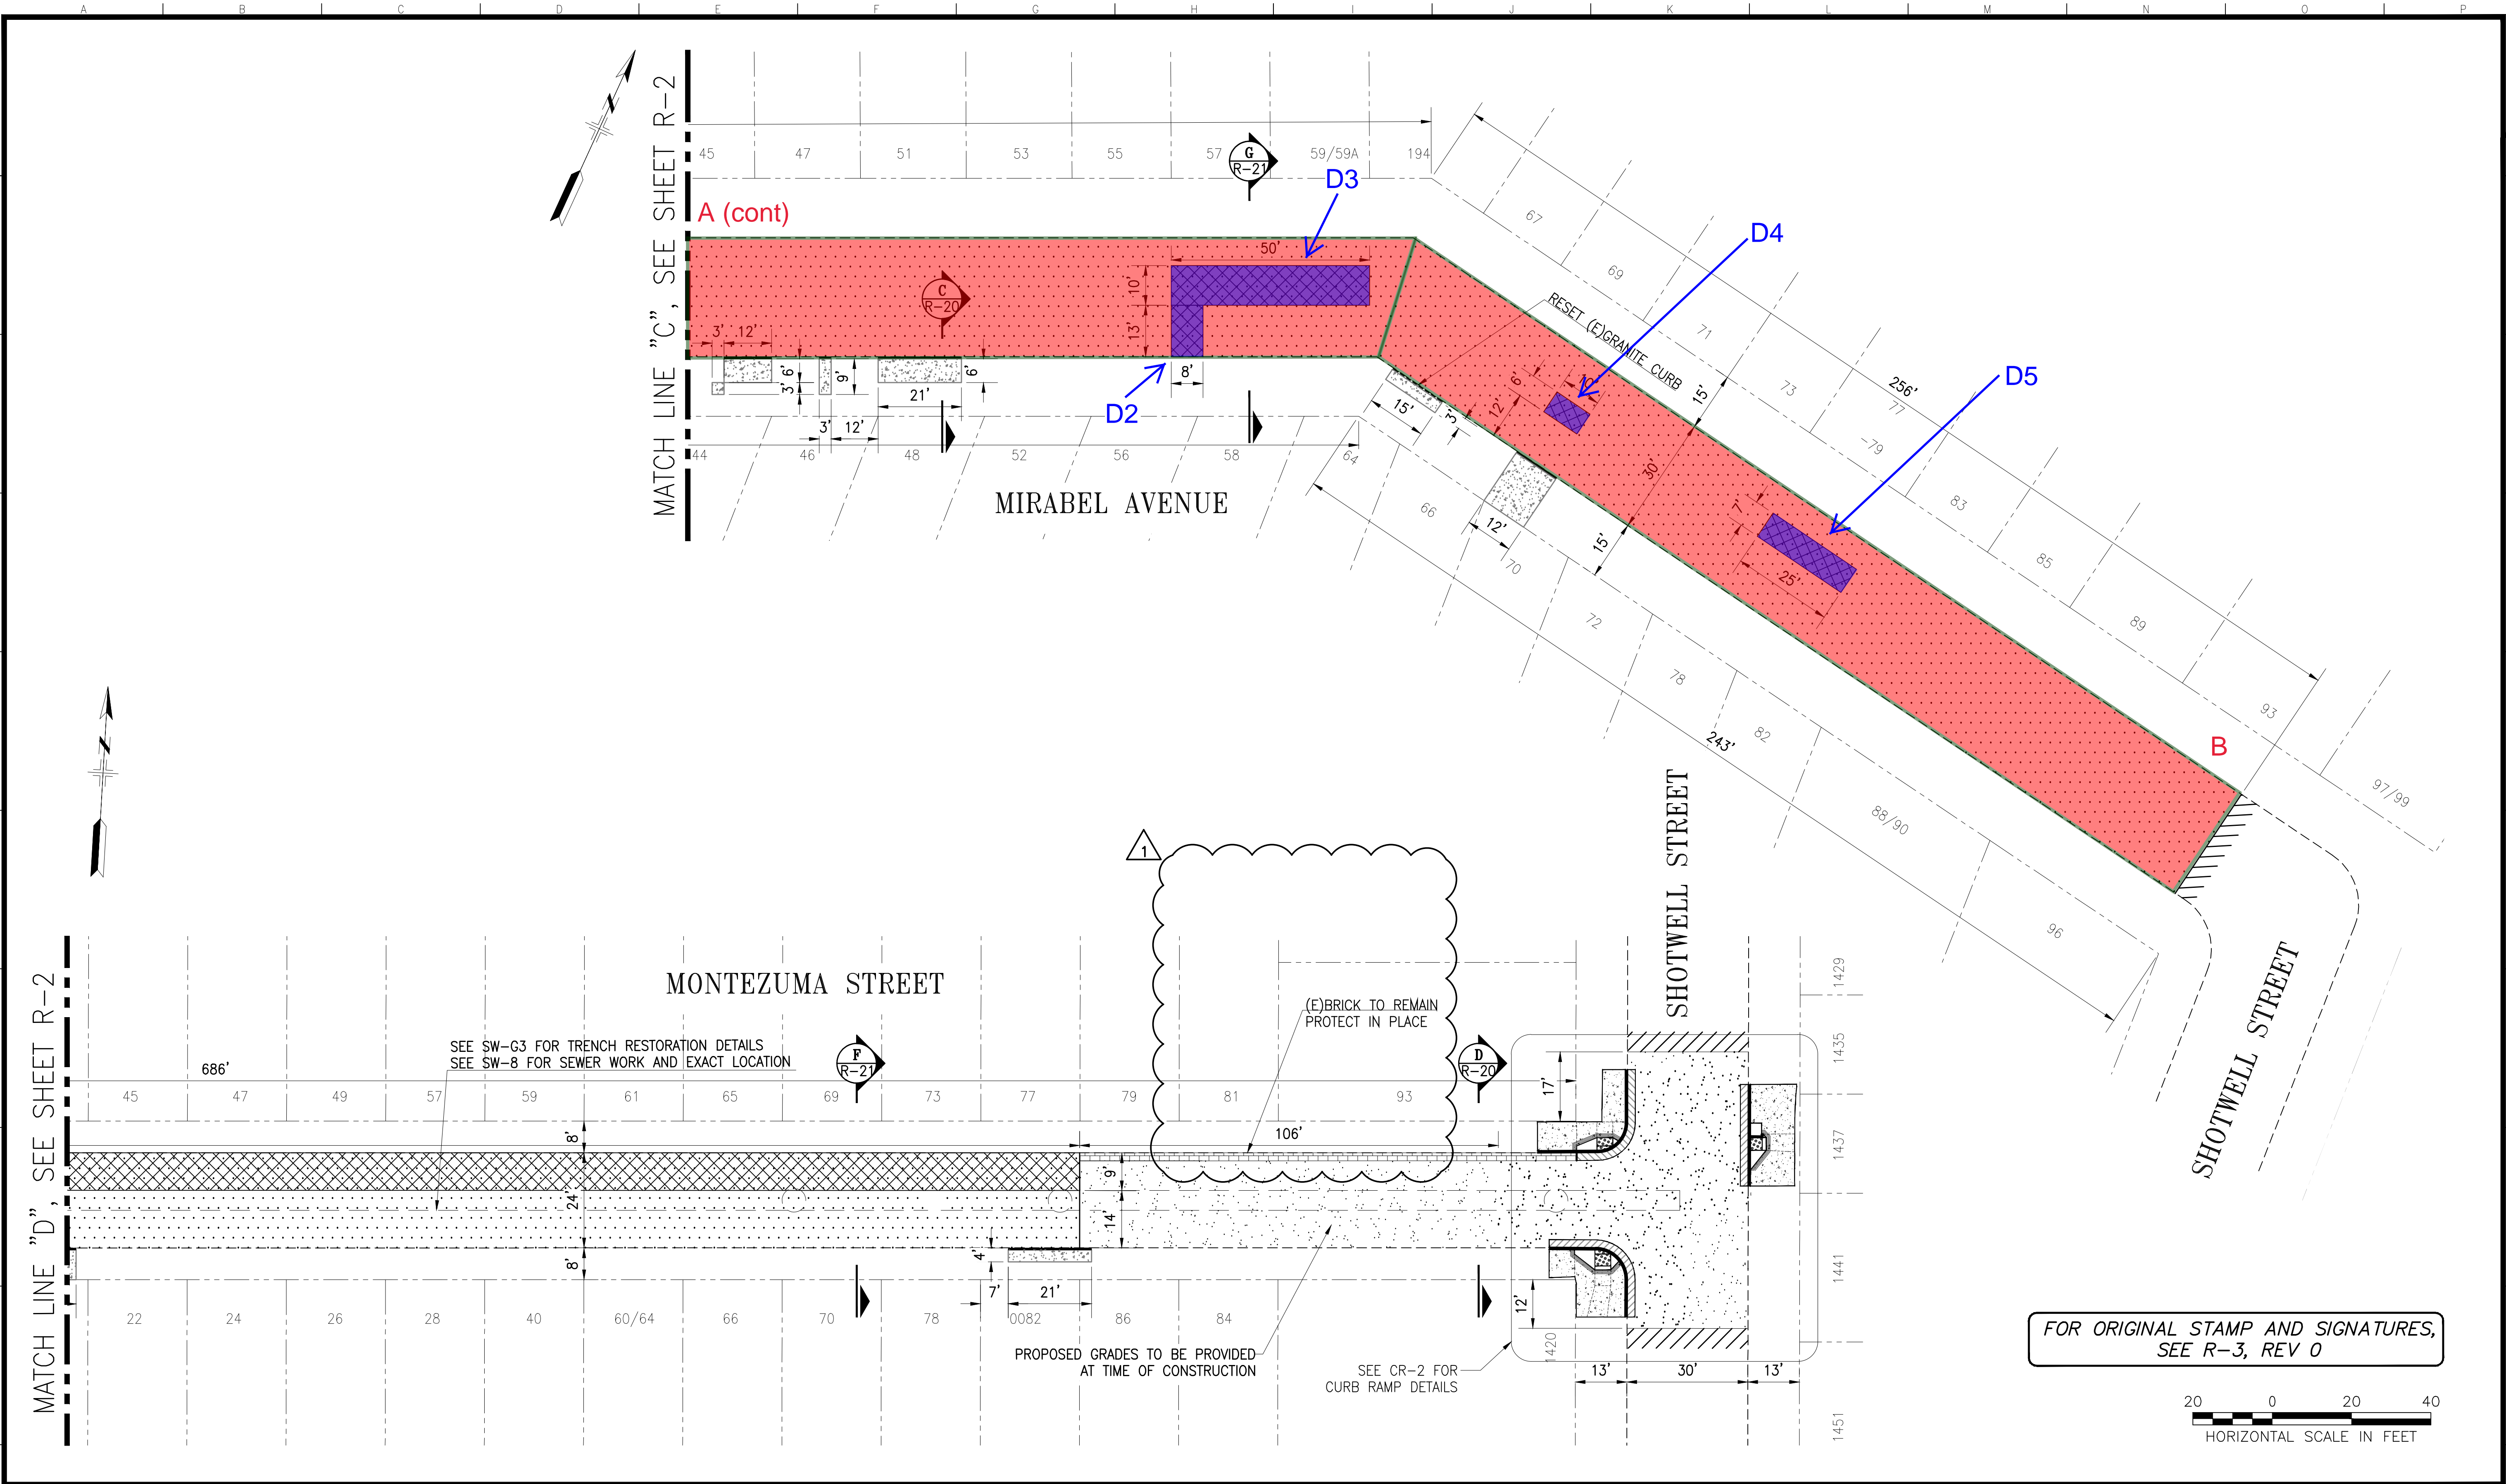 A B C D E F G H I J K L M N O P
MATCH LINE "C", SEE SHEET R-2
N
45 47 51 53 55 57 59/59A 194
G
R-21
A (cont)
D3
50'
10'
13'
C
R-20
3' 12'
6'
3'
9'
6'
21'
3' 12'
8'
D2
44 46 48 52 56 58 64
MIRABEL AVENUE
D4
D5
RESET (E)GRANITE CURB
67
69
71
73
77
-79
83
85
89
93
97/99
256'
15'
30'
15'
6'
10'
12'
3'
15'
12'
7'
25'
66
70
72
78
82
88/90
96
243'
B
SHOTWELL STREET
N
MATCH LINE "D", SEE SHEET R-2
MONTEZUMA STREET
SEE SW-G3 FOR TRENCH RESTORATION DETAILS
SEE SW-8 FOR SEWER WORK AND EXACT LOCATION
686'
45 47 49 57 59 61 65 69 73 77 79 81 93
F
R-21
1
(E)BRICK TO REMAIN
PROTECT IN PLACE
D
R-20
106'
8'
24'
8'
9'
14'
4'
7' 21'
22 24 26 28 40 60/64 66 70 78 0082 86 84
PROPOSED GRADES TO BE PROVIDED
AT TIME OF CONSTRUCTION
SHOTWELL STREET
17'
12'
13' 30' 13'
1420
1429
1435
1437
1441
1451
SEE CR-2 FOR
CURB RAMP DETAILS
FOR ORIGINAL STAMP AND SIGNATURES,
SEE R-3, REV 0
20 0 20 40
HORIZONTAL SCALE IN FEET